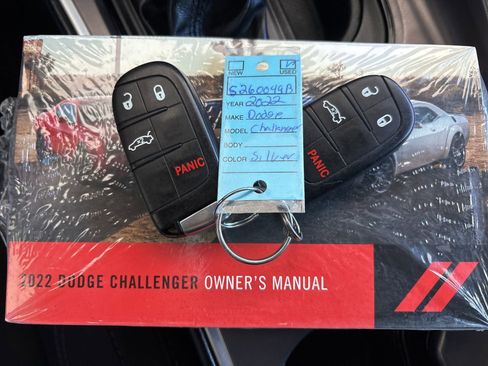 NEW USED
S260049B
YEAR 2022
MAKE Dodge
MODEL Challenger
BODY
COLOR Silver
PANIC
PANIC
2022 DODGE CHALLENGER OWNER'S MANUAL